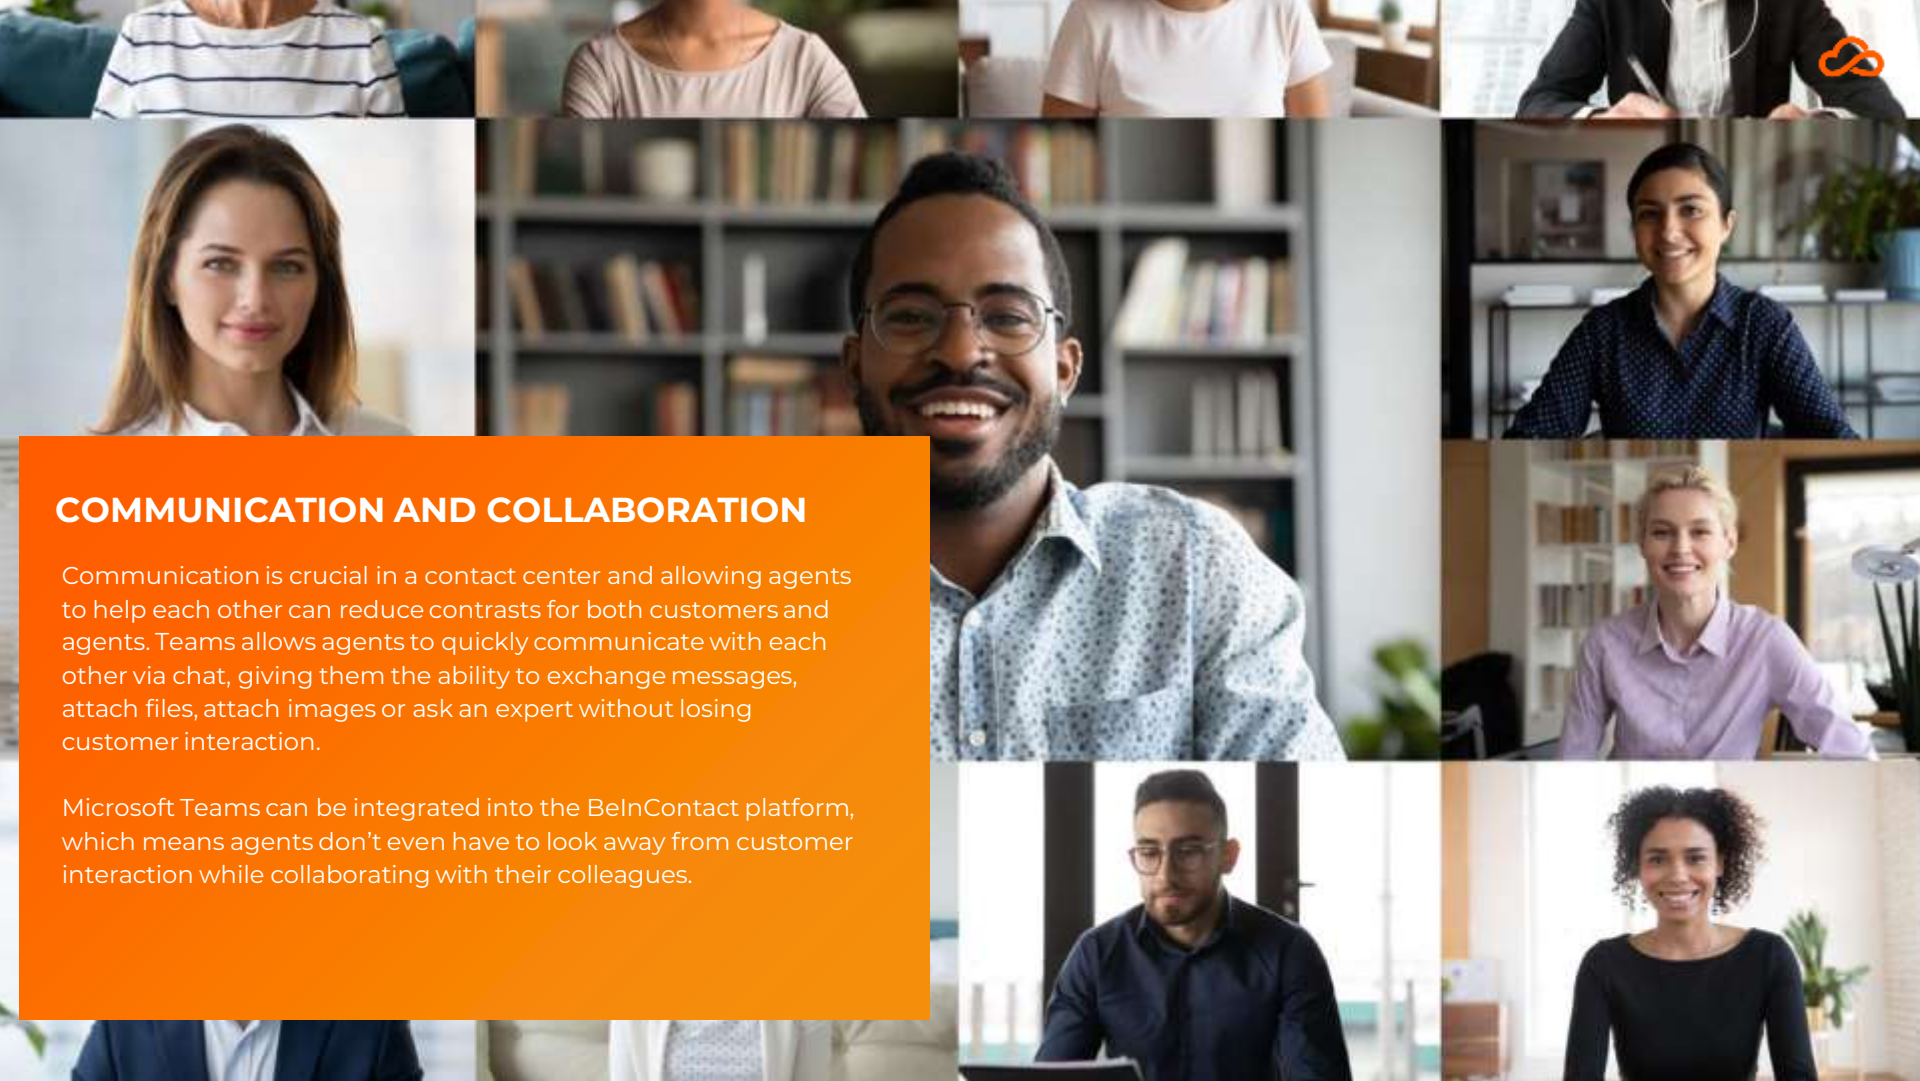 COMMUNICATION AND COLLABORATION
Communication is crucial in a contact center and allowing agents
to help each other can reduce contrasts for both customers and
agents. Teams allows agents to quickly communicate with each
other via chat, giving them the ability to exchange messages,
attach files, attach images or ask an expert without losing
customer interaction.
Microsoft Teams can be integrated into the BeInContact platform,
which means agents don’t even have to look away from customer
interaction while collaborating with their colleagues.